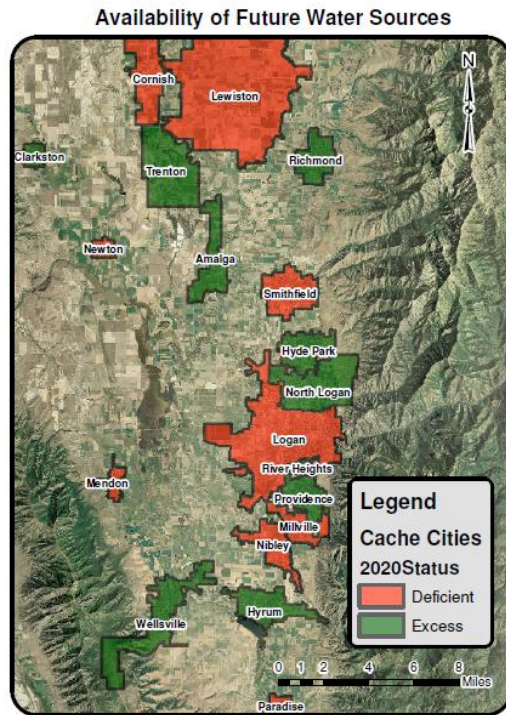 Availability of Future Water Sources
N
Cornish
Lewiston
Clarkston
Trenton
Richmond
Newton
Amalga
Smithfield
Hyde Park
North Logan
Logan
River Heights
Mendon
Providence
Millville
Nibley
Wellsville
Hyrum
Paradise
Legend
Cache Cities
2020Status
Deficient
Excess
0 1 2 4 6 8
Miles